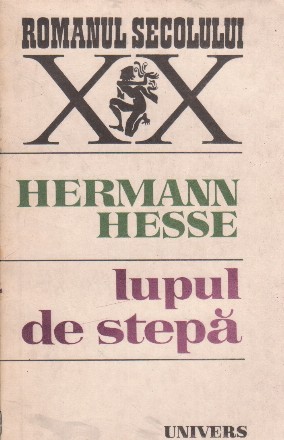 ROMANUL SECOLULUI
XX
HERMANN
HESSE
lupul
de stepă
UNIVERS